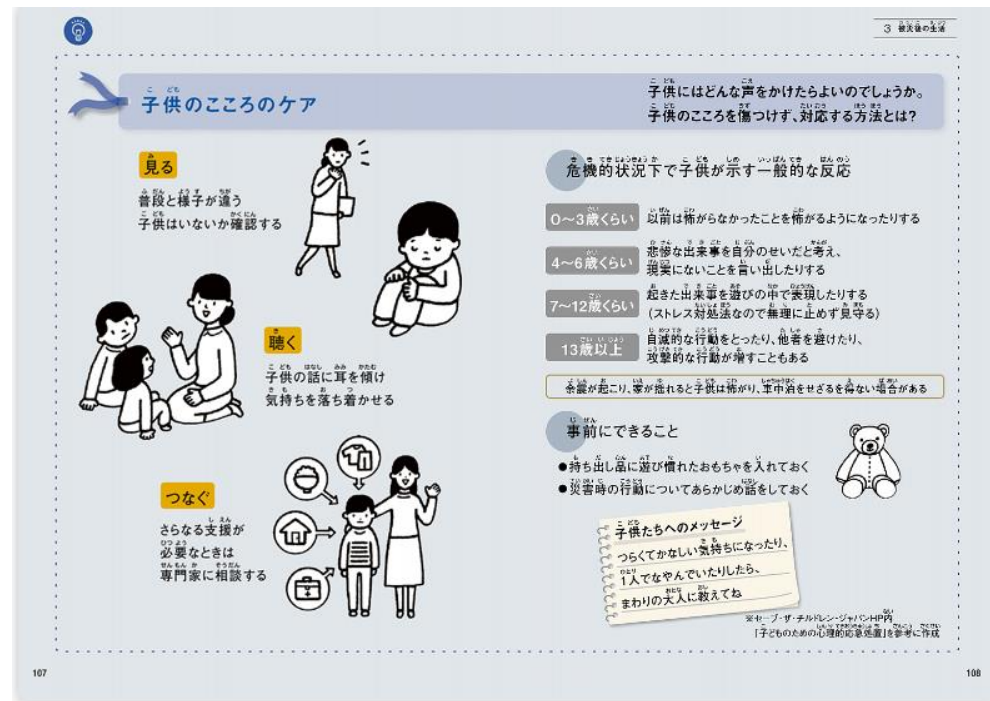 3 被災後の生活
子供のこころのケア
子供にはどんな声をかけたらよいのでしょうか。
子供のこころを傷つけず、対応する方法とは?
見る
普段と様子が違う
子供はいないか確認する
聴く
子供の話に耳を傾け
気持ちを落ち着かせる
つなぐ
さらなる支援が
必要なときは
専門家に相談する
危機的状況下で子供が示す一般的な反応
0〜3歳くらい 以前は怖がらなかったことを怖がるようになったりする
4〜6歳くらい 悲惨な出来事を自分のせいだと考え、
現実にないことを言い出したりする
7〜12歳くらい 起きた出来事を遊びの中で表現したりする
(ストレス対処法なので無理に止めず見守る)
13歳以上 自滅的な行動をとったり、他者を避けたり、
攻撃的な行動が増すこともある
余震が起こり、家が揺れると子供は怖がり、車中泊をせざるを得ない場合がある
事前にできること
●持ち出し品に遊び慣れたおもちゃを入れておく
●災害時の行動についてあらかじめ話をしておく
子供たちへのメッセージ
つらくてかなしい気持ちになったり、
1人でなやんでいたりしたら、
まわりの大人に教えてね
※セーブ・ザ・チルドレン・ジャパンHP内
「子どものための心理的応急処置」を参考に作成
107
108